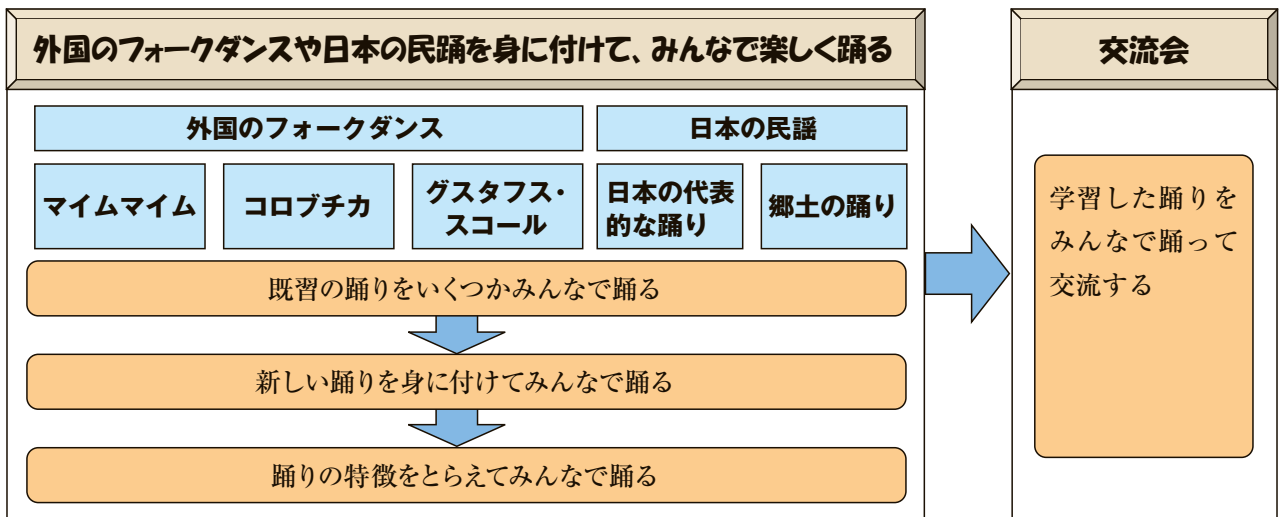 外国のフォークダンスや日本の民踊を身に付けて、みんなで楽しく踊る
外国のフォークダンス
日本の民謡
マイムマイム
コロブチカ
グスタフス・
スコール
日本の代表
的な踊り
郷土の踊り
既習の踊りをいくつかみんなで踊る
新しい踊りを身に付けてみんなで踊る
踊りの特徴をとらえてみんなで踊る
交流会
学習した踊りを
みんなで踊って
交流する